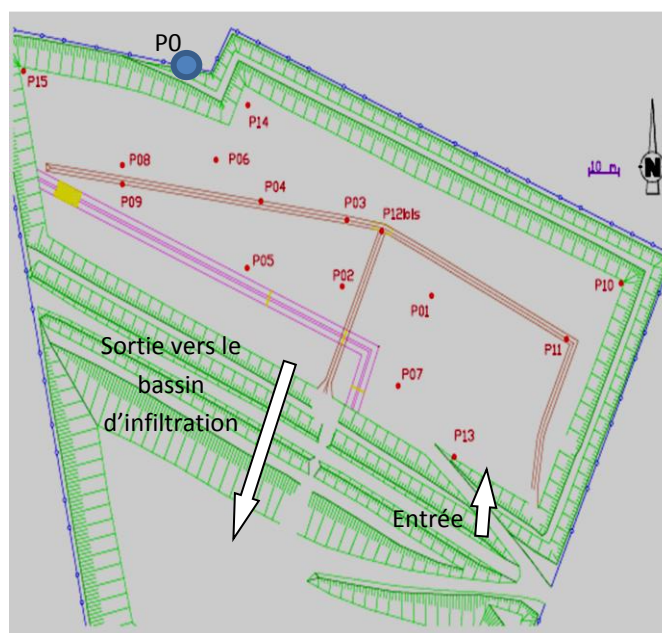 P0
P15
P14
P08
P06
10 m
N
P09
P04
P03
P12bis
P05
P02
P10
P01
P11
Sortie vers le
bassin
d'infiltration
P07
P13
Entrée